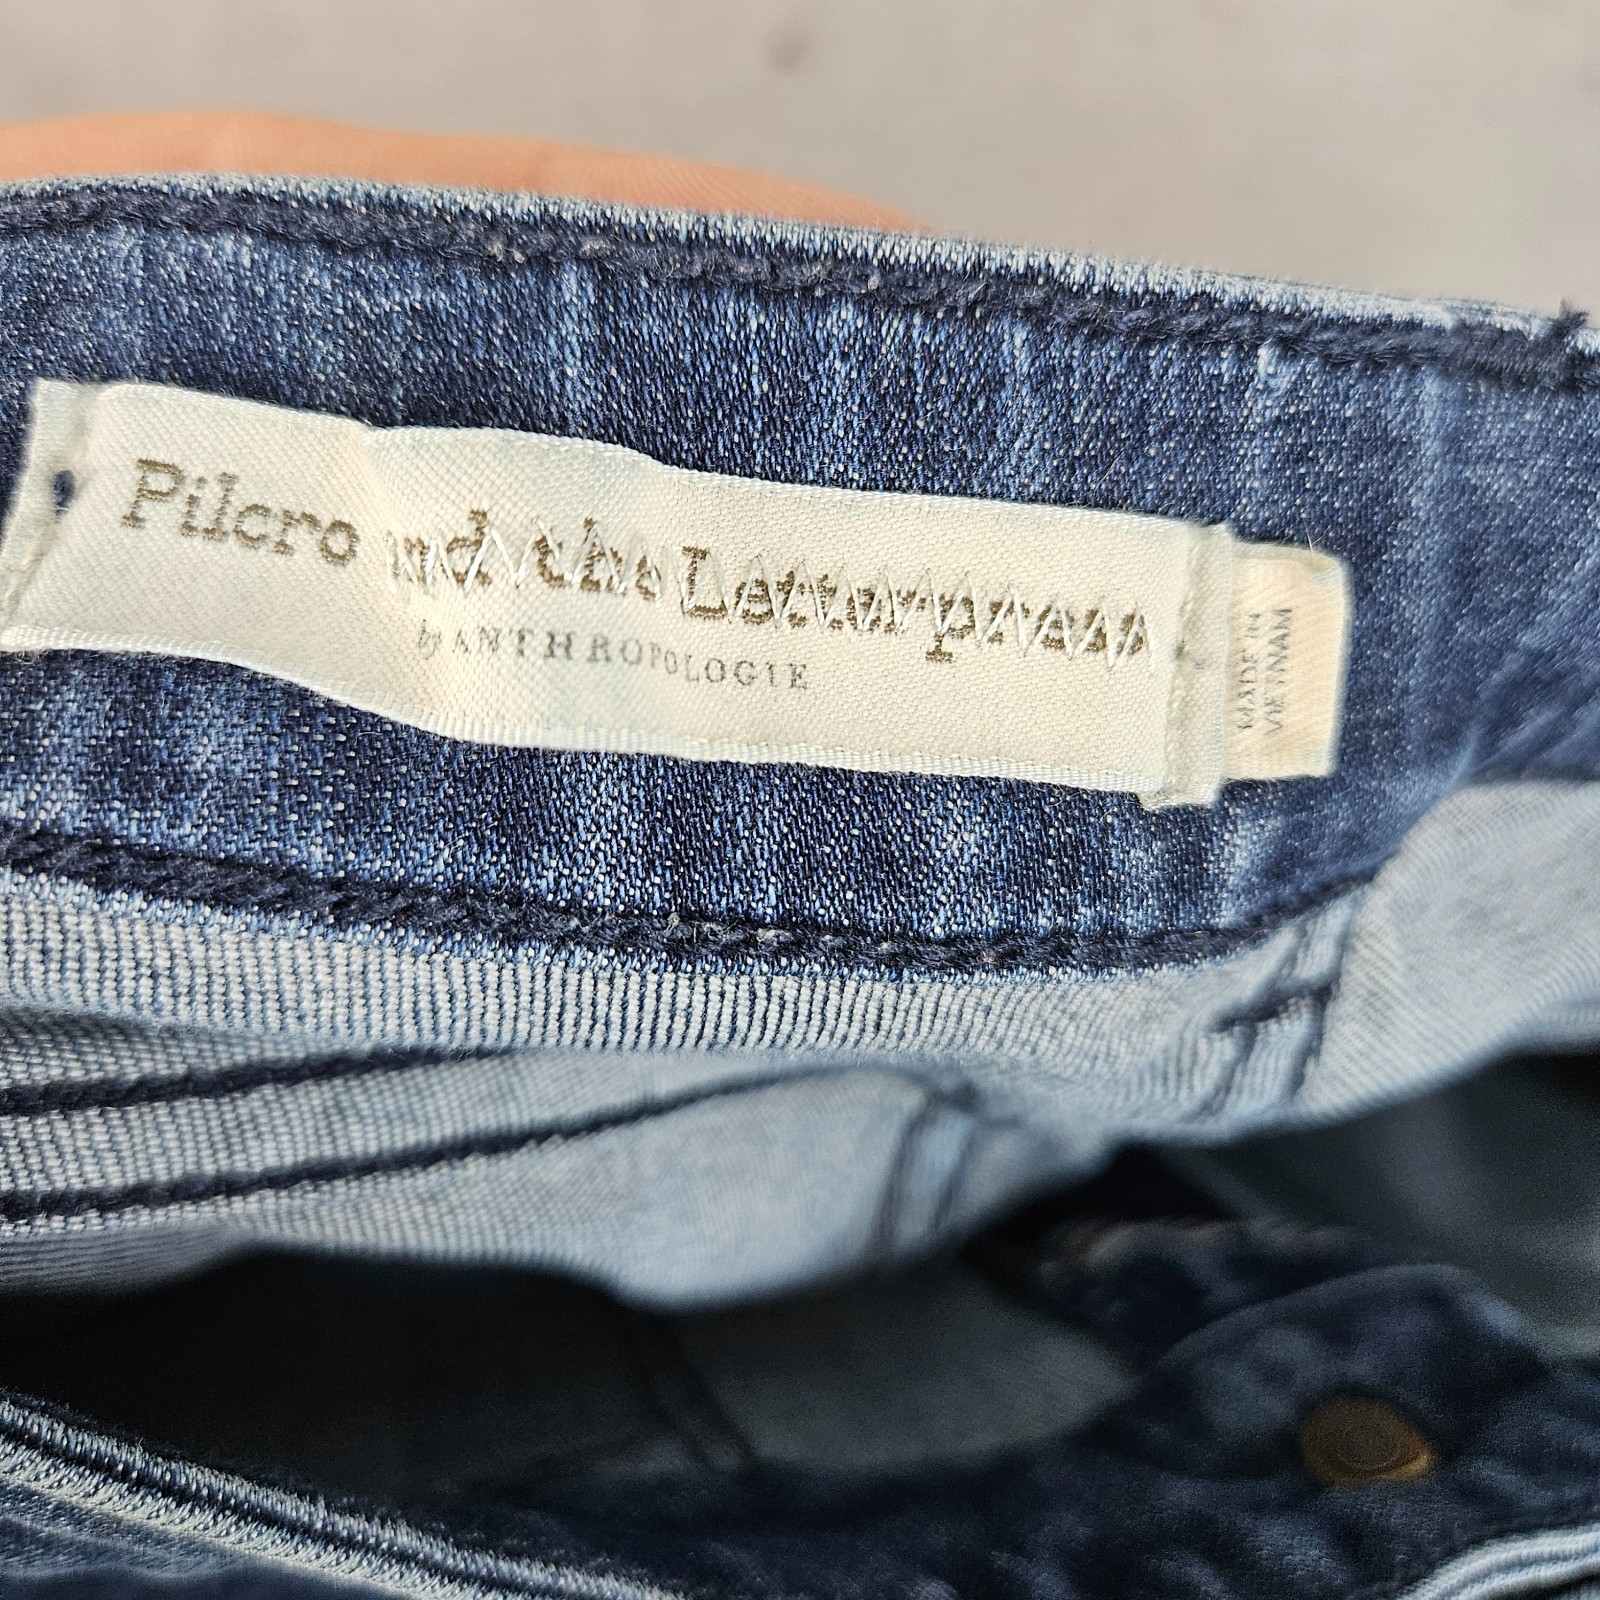 Pilcro and the Letterpress
by ANTHROPOLOGIE
MADE IN
VIETNAM